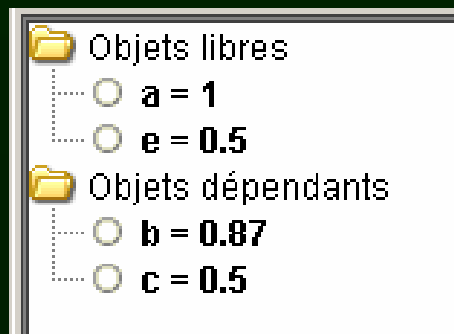 Objets libres
a = 1
e = 0.5
Objets dépendants
b = 0.87
c = 0.5